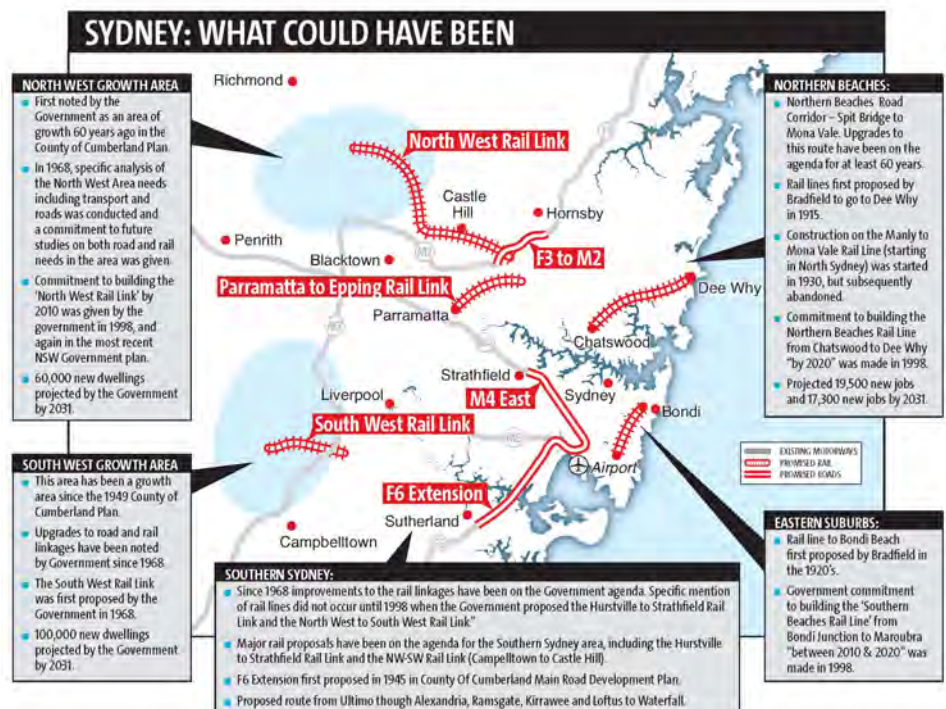 SYDNEY: WHAT COULD HAVE BEEN
NORTH WEST GROWTH AREA
First noted by the
Government as an area of
growth 60 years ago in the
County of Cumberland Plan.
In 1968, specific analysis of
the North West Area needs
including transport and
roads was conducted and
a commitment to future
studies on both road and rail
needs in the area was given.
Commitment to building the
'North West Rail Link' by
2010 was given by the
government in 1998, and
again in the most recent
NSW Government plan.
60,000 new dwellings
projected by the Government
by 2031.
SOUTH WEST GROWTH AREA
This area has been a growth
area since the 1949 County of
Cumberland Plan.
Upgrades to road and rail
linkages have been noted
by Government since 1968.
The South West Rail Link
was first proposed by the
Government in 1968.
100,000 new dwellings
projected by the Government
by 2031.
Richmond
North West Rail Link
Castle
Hill
Hornsby
Penrith
Blacktown
M2
F3 to M2
Parramatta to Epping Rail Link
Dee Why
Parramatta
Chatswood
Strathfield
Sydney
M4 East
Liverpool
Bondi
South West Rail Link
Airport
F6 Extension
Sutherland
Campbelltown
EXISTING MOTORWAYS
PROMISED RAIL
PROMISED ROADS
NORTHERN BEACHES:
Northern Beaches Road
Corridor – Spit Bridge to
Mona Vale. Upgrades to
this route have been on the
agenda for at least 60 years.
Rail lines first proposed by
Bradfield to go to Dee Why
in 1915.
Construction on the Manly to
Mona Vale Rail Line (starting
in North Sydney) was started
in 1930, but subsequently
abandoned.
Commitment to building the
Northern Beaches Rail Line
from Chatswood to Dee Why
"by 2020" was made in 1998.
Projected 19,500 new jobs
and 17,300 new jobs by 2031.
EASTERN SUBURBS:
Rail line to Bondi Beach
first proposed by Bradfield in
the 1920's.
Government commitment
to building the 'Southern
Beaches Rail Line' from
Bondi Junction to Maroubra
"between 2010 & 2020" was
made in 1998.
SOUTHERN SYDNEY:
Since 1968 improvements to the rail linkages have been on the Government agenda. Specific mention
of rail lines did not occur until 1998 when the Government proposed the Hurstville to Strathfield Rail
Link and the North West to South West Rail Link"
Major rail proposals have been on the agenda for the Southern Sydney area, including the Hurstville
to Strathfield Rail Link and the NW-SW Rail Link (Campelltown to Castle Hill).
F6 Extension first proposed in 1945 in County Of Cumberland Main Road Development Plan.
Proposed route from Ultimo though Alexandria, Ramsgate, Kirrawee and Loftus to Waterfall.